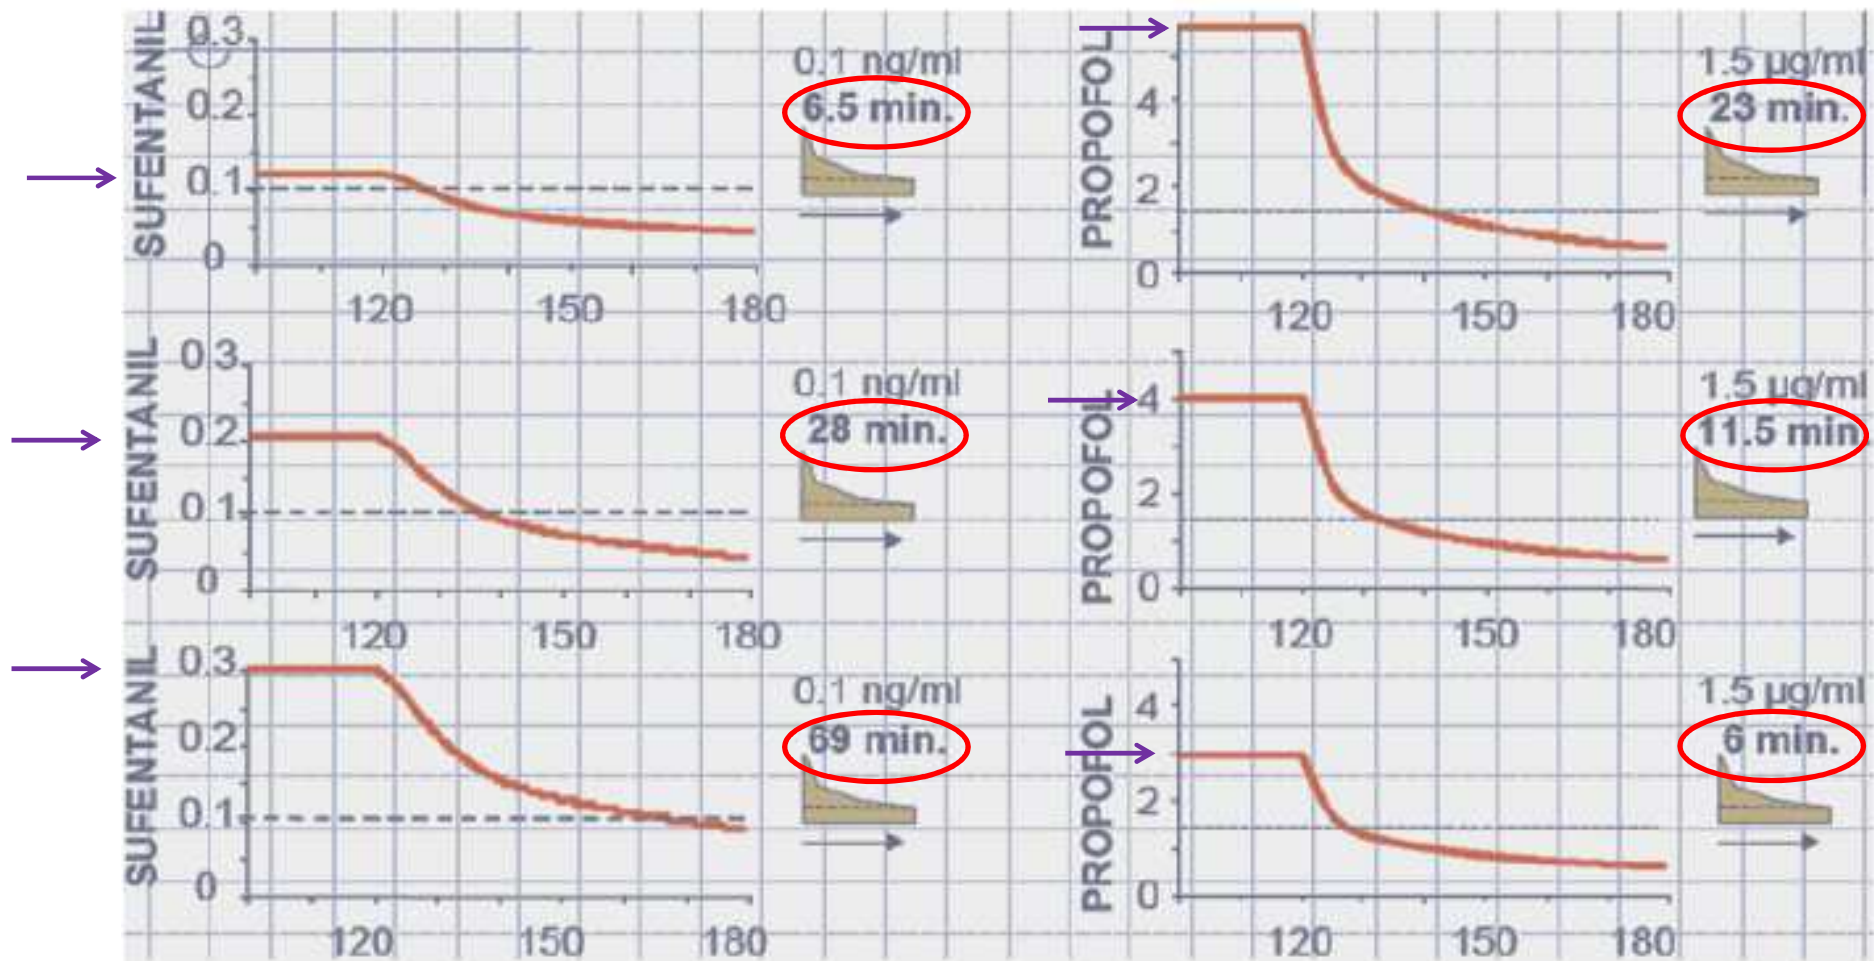 SUFENTANIL
0.3
0.2
0.1
0
120 150 180
0.1 ng/ml
6.5 min.
PROPOFOL
4
2
0
120 150 180
1.5 µg/ml
23 min.
SUFENTANIL
0.3
0.2
0.1
0
120 150 180
0.1 ng/ml
28 min.
PROPOFOL
4
2
0
120 150 180
1.5 µg/ml
11.5 min
SUFENTANIL
0.3
0.2
0.1
0
120 150 180
0.1 ng/ml
69 min.
PROPOFOL
4
2
0
120 150 180
1.5 µg/ml
6 min.